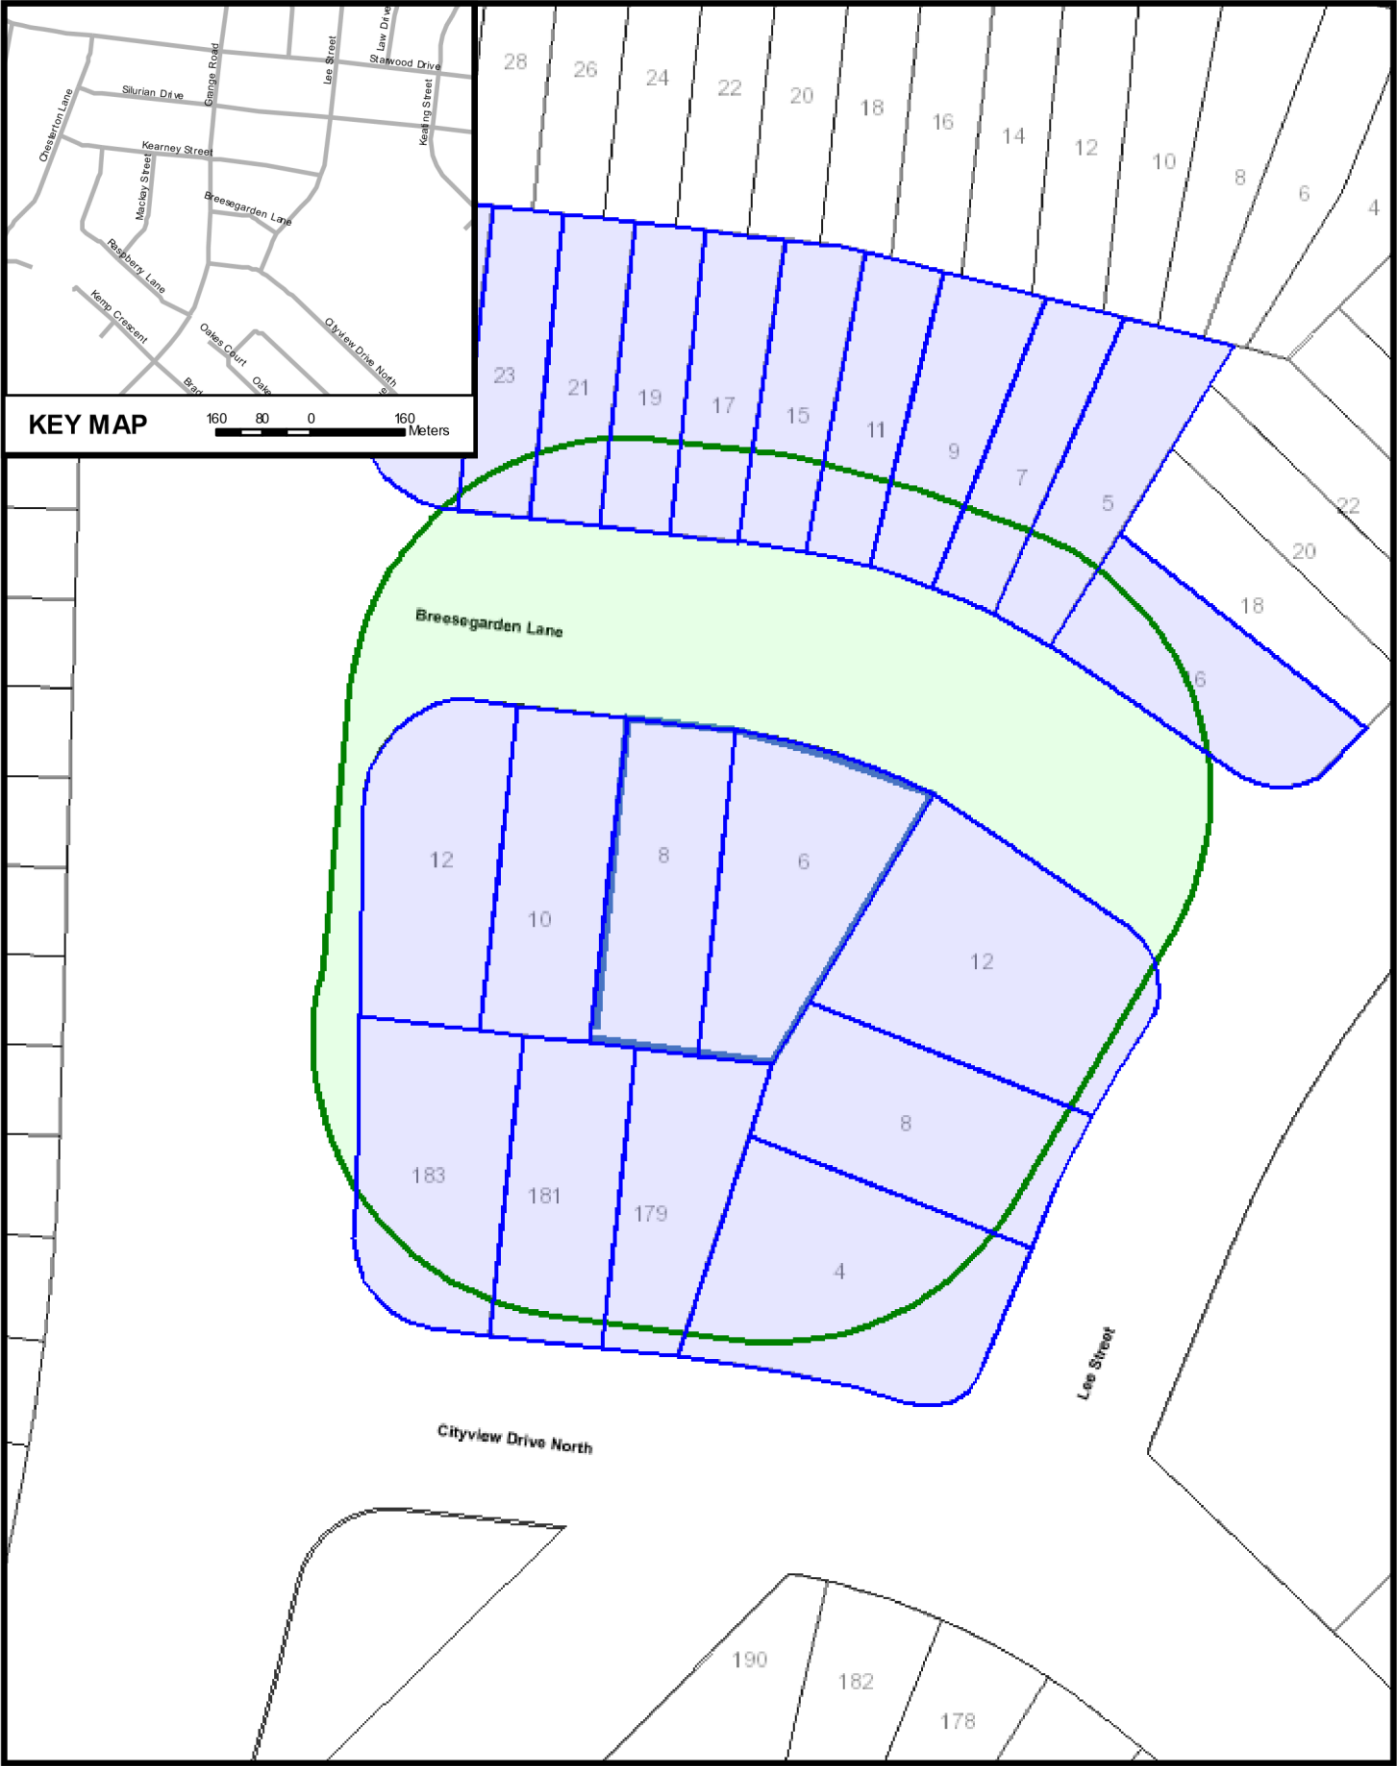 Chesterton Lane
Silurian Drive
Grange Road
Lee Street
Law Drive
Starwood Drive
Keating Street
Kearney Street
Mackay Street
Breesegarden Lane
Raspberry Lane
Kemp Crescent
Oakes Court
Cityview Drive North
KEY MAP
160 80 0 160
Meters
28 26 24 22 20 18 16 14 12 10 8 6 4
23 21 19 17 15 11 9 7 5
22
20
18
16
Breesegarden Lane
12 10 8 6 12
8
183 181 179 4
Lee Street
Cityview Drive North
190 182 178